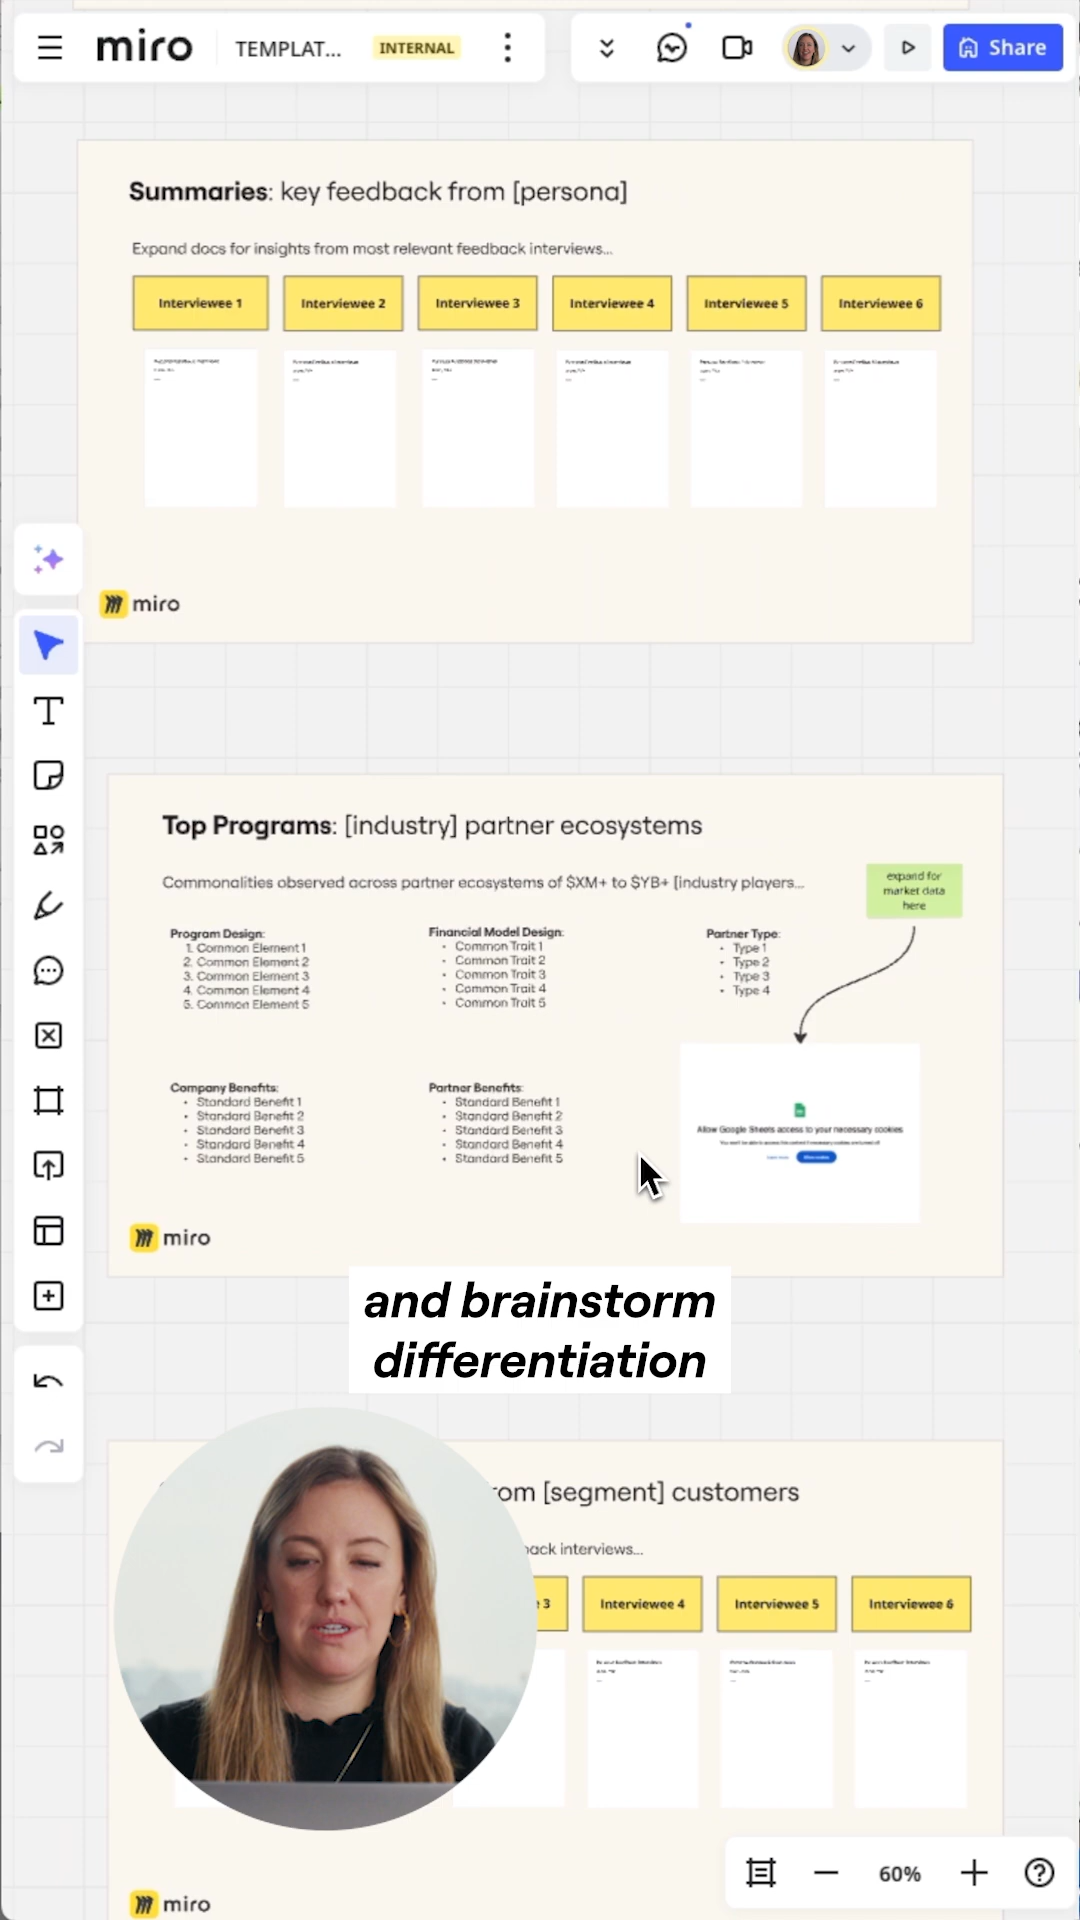 miro
TEMPLAT...
INTERNAL
Share
Summaries: key feedback from [persona]
Expand docs for insights from most relevant feedback interviews...
Interviewee 1
Interviewee 2
Interviewee 3
Interviewee 4
Interviewee 5
Interviewee 6
miro
Top Programs: [industry] partner ecosystems
Commonalities observed across partner ecosystems of $XM+ to $YB+ [industry players...
expand for
market data
here
Program Design:
1. Common Element 1
2. Common Element 2
3. Common Element 3
4. Common Element 4
5. Common Element 5
Financial Model Design:
• Common Trait 1
• Common Trait 2
• Common Trait 3
• Common Trait 4
• Common Trait 5
Partner Type:
• Type 1
• Type 2
• Type 3
• Type 4
Company Benefits:
• Standard Benefit 1
• Standard Benefit 2
• Standard Benefit 3
• Standard Benefit 4
• Standard Benefit 5
Partner Benefits:
• Standard Benefit 1
• Standard Benefit 2
• Standard Benefit 3
• Standard Benefit 4
• Standard Benefit 5
Allow Google Sheets access to your necessary cookies
miro
and brainstorm
differentiation
[segment] customers
interviews...
3
Interviewee 4
Interviewee 5
Interviewee 6
miro
60%